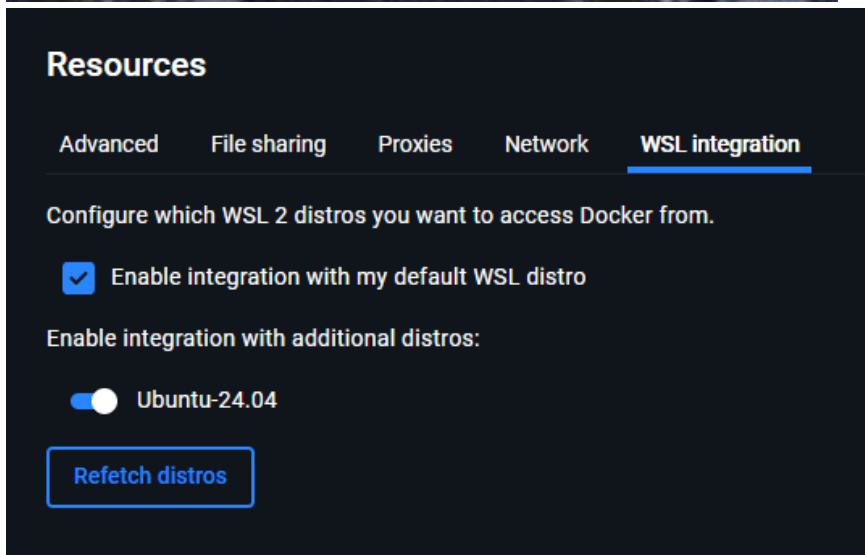 Resources
Advanced File sharing Proxies Network WSL integration
Configure which WSL 2 distros you want to access Docker from.
Enable integration with my default WSL distro
Enable integration with additional distros:
Ubuntu-24.04
Refetch distros